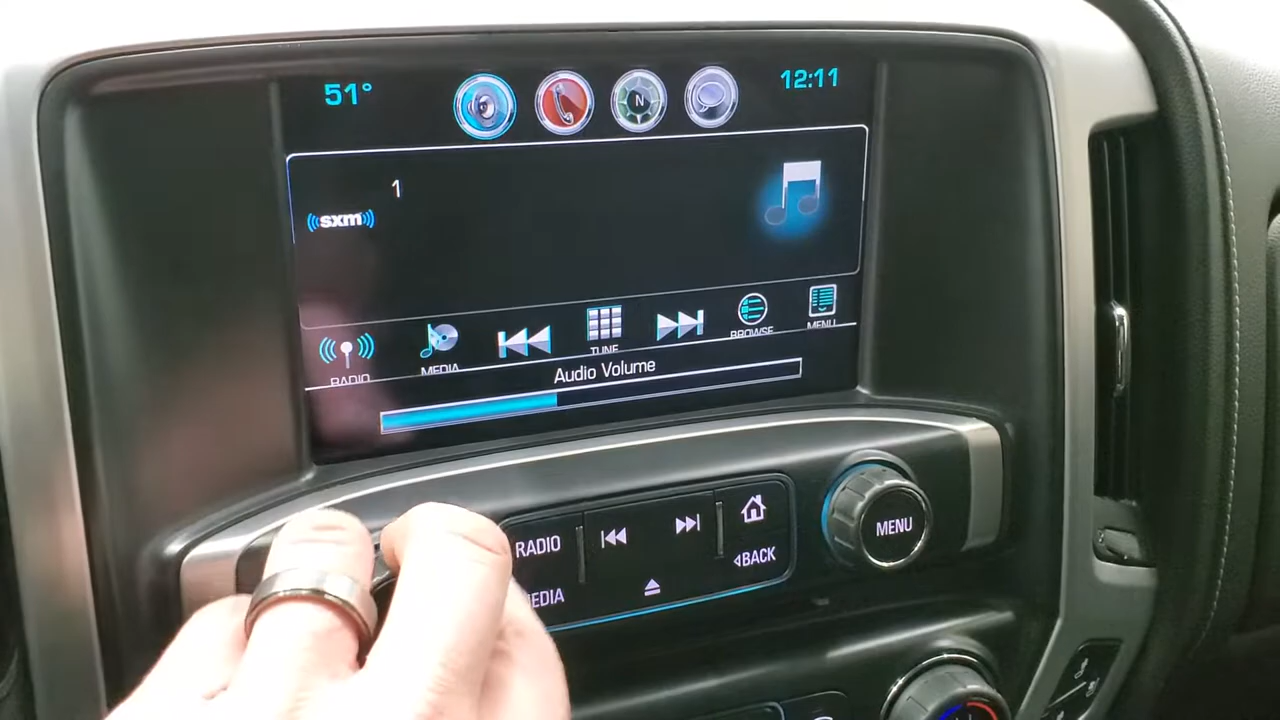 51°
N
12:11
1
sxm
RADIO
MEDIA
TUNE
BROWSE
MENU
Audio Volume
RADIO
MEDIA
BACK
MENU